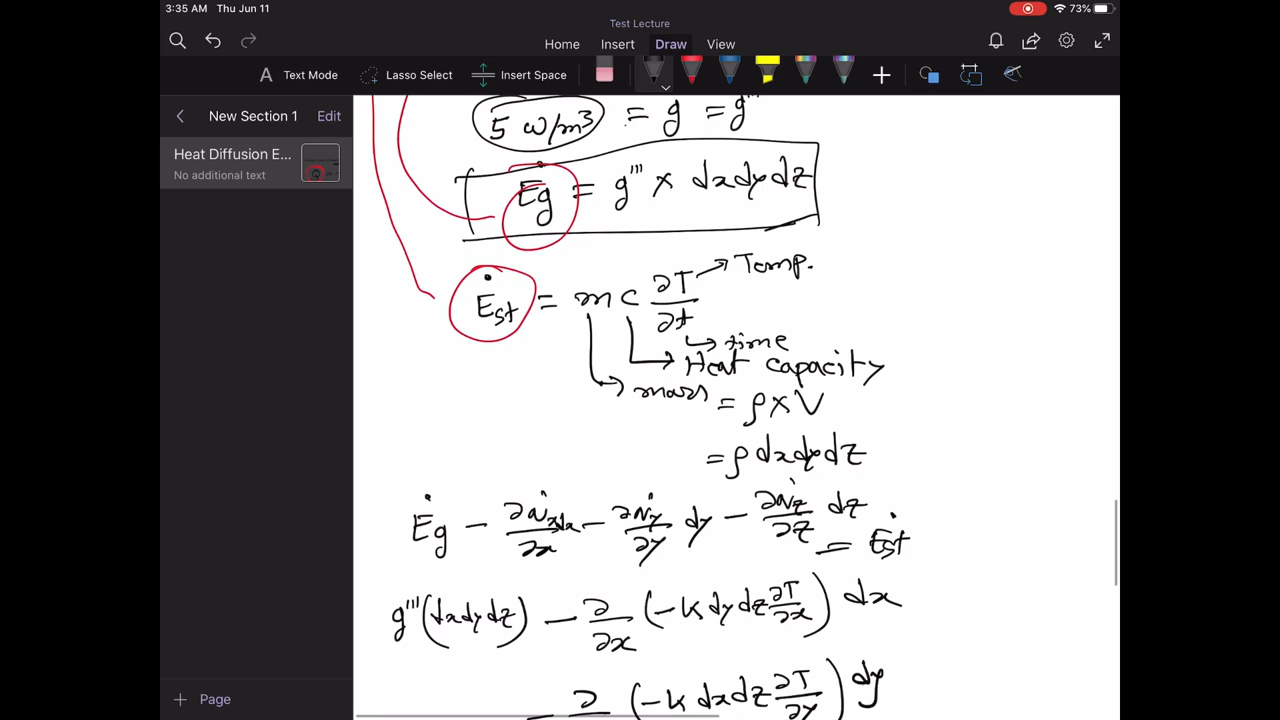 3:35 AM Thu Jun 11
73%
Test Lecture
Home Insert Draw View
A Text Mode Lasso Select Insert Space
New Section 1 Edit
Heat Diffusion E...
No additional text
5 W/m³ = g = g'''
Ėg = g''' × dxdydz
Ėst = m c ∂T/∂t → Temp.
→ time
→ Heat capacity
→ mass = ρ × V
= ρ dxdydz
Ėg − ∂q̇x/∂x dx − ∂q̇y/∂y dy − ∂q̇z/∂z dz
= Ėst
g'''(dxdydz) − ∂/∂x (−K dydz ∂T/∂x) dx
− ∂ (−K dxdz ∂T/∂y) dy
+ Page